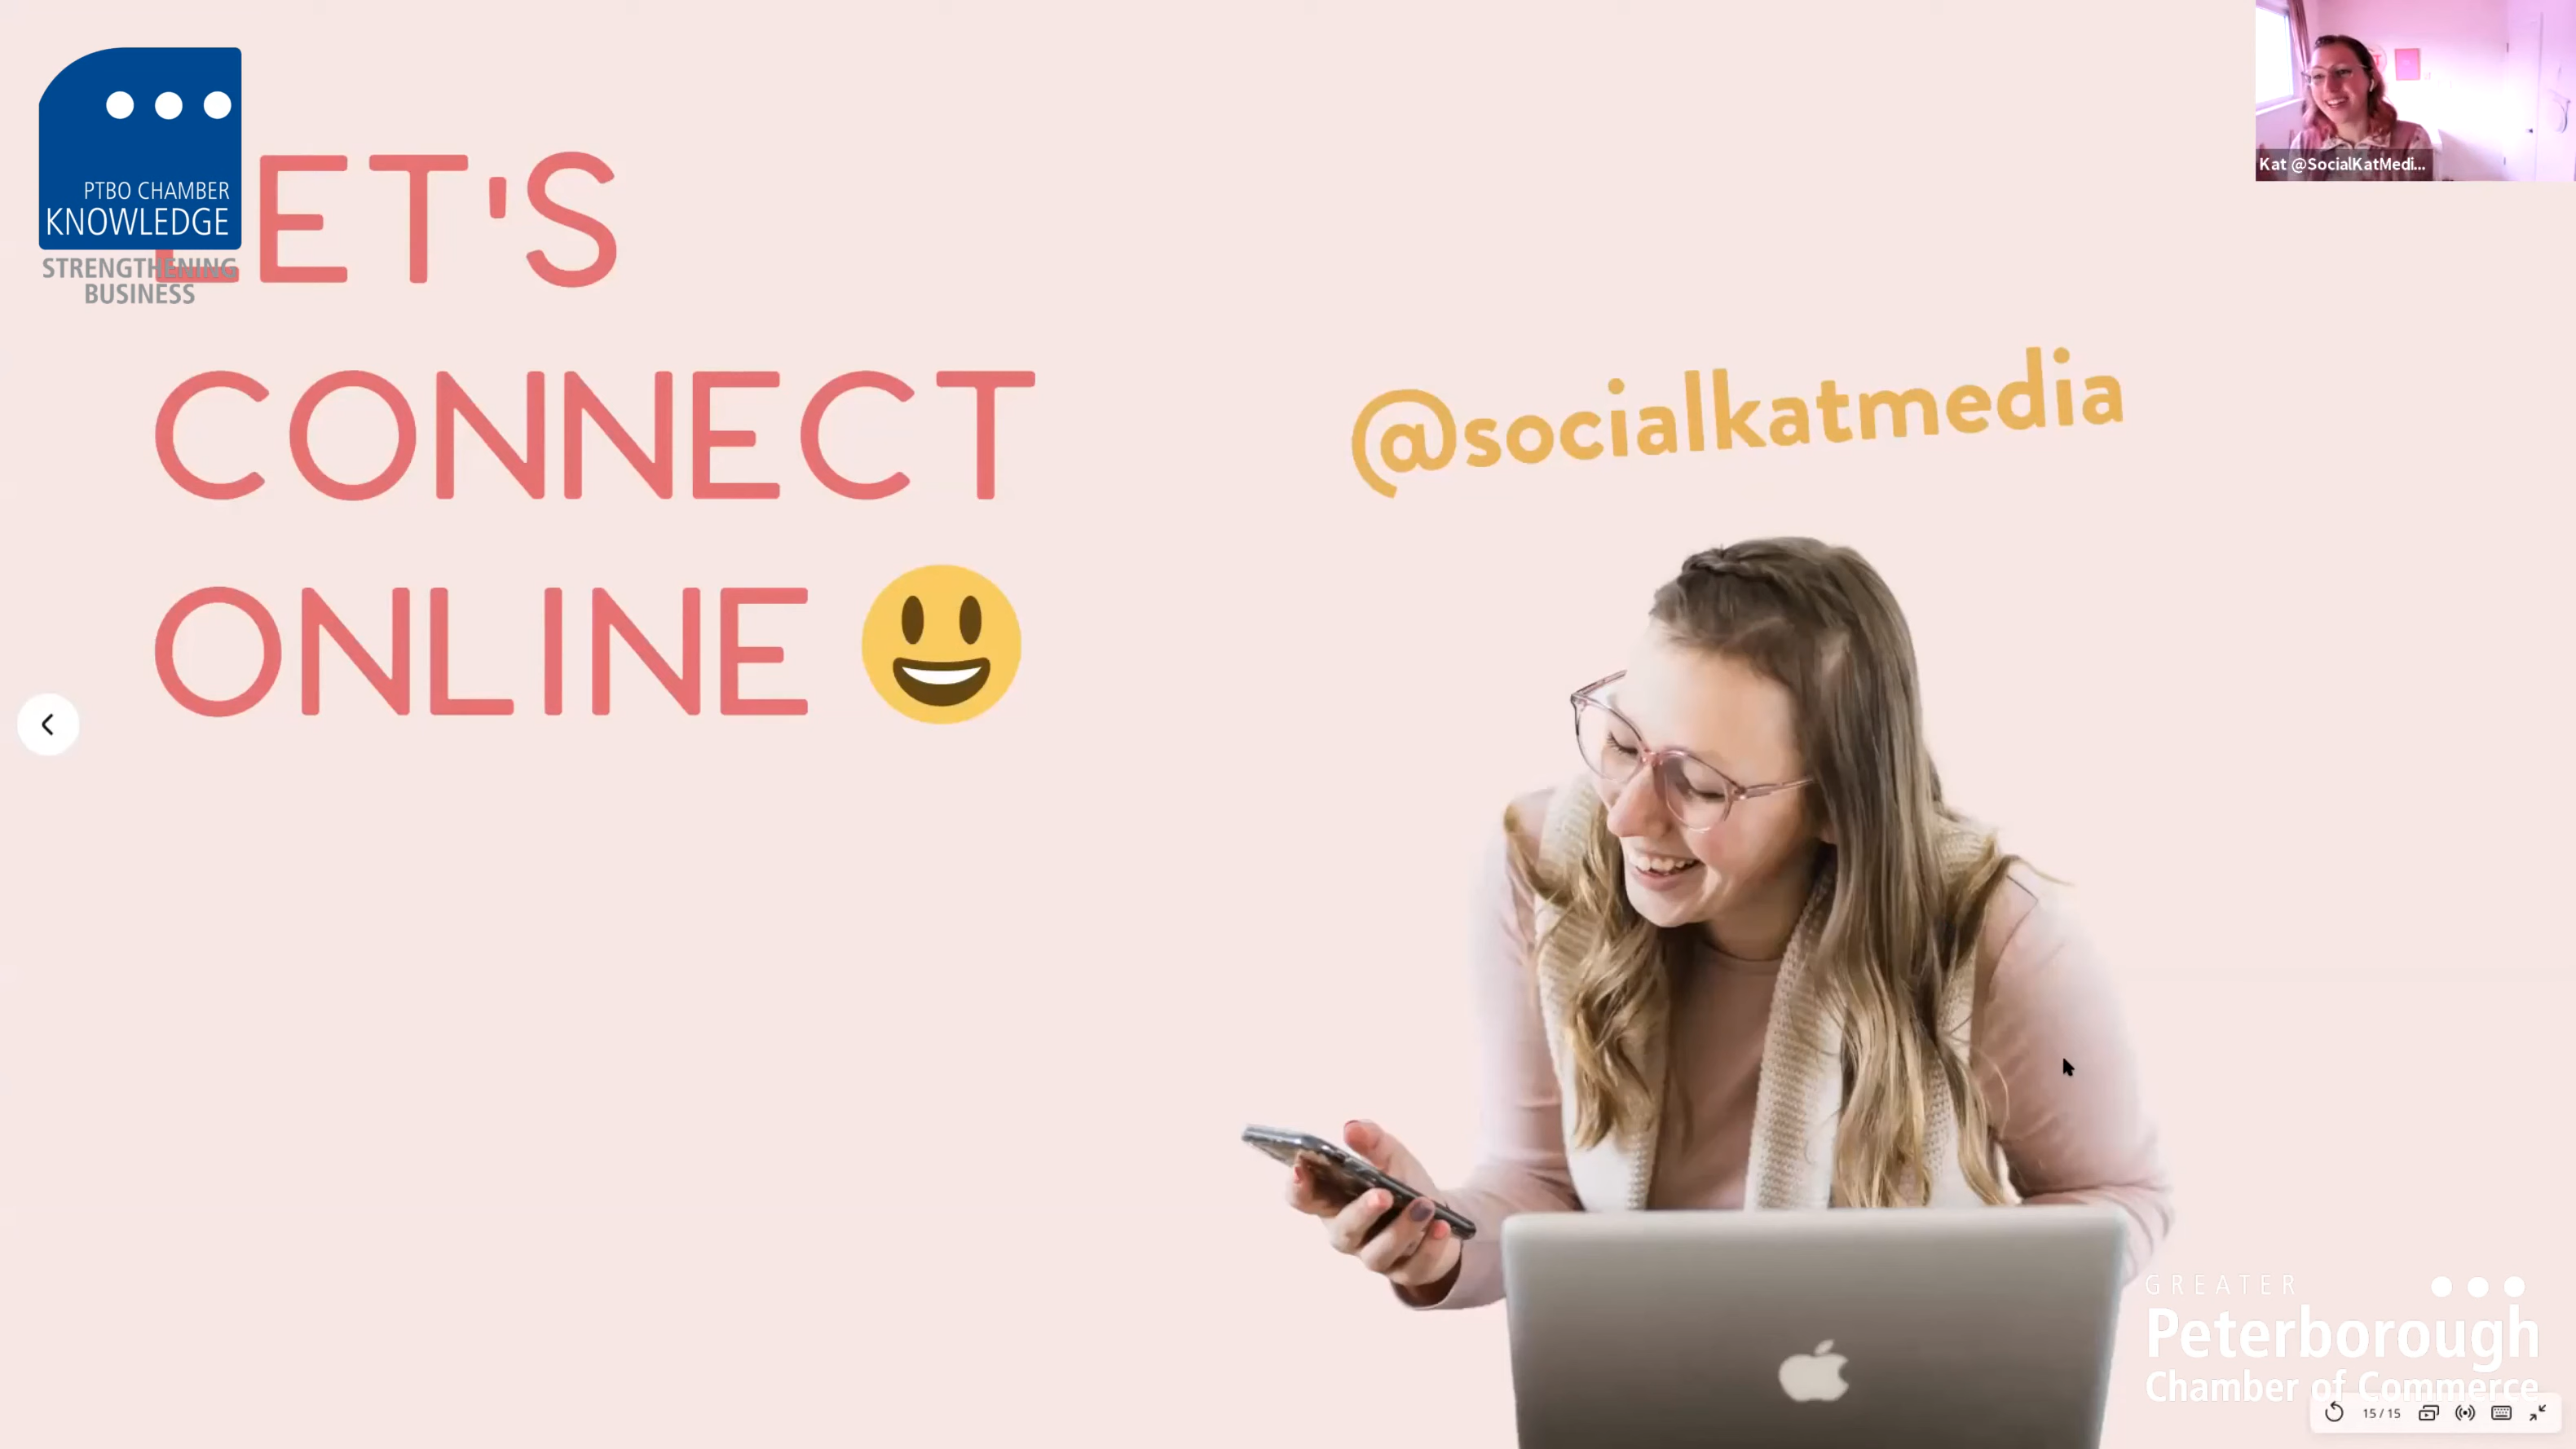 PTBO CHAMBER
KNOWLEDGE
STRENGTHENING
BUSINESS
LET'S
CONNECT
ONLINE
@socialkatmedia
Kat @SocialKatMedi...
GREATER
Peterborough
Chamber of Commerce
15 / 15